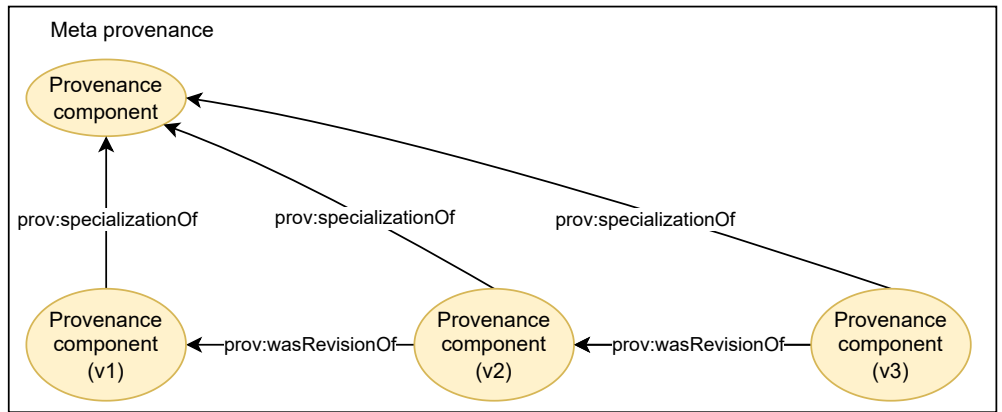 Meta provenance
Provenance
component
prov:specializationOf
prov:specializationOf
prov:specializationOf
Provenance
component
(v1)
prov:wasRevisionOf
Provenance
component
(v2)
prov:wasRevisionOf
Provenance
component
(v3)